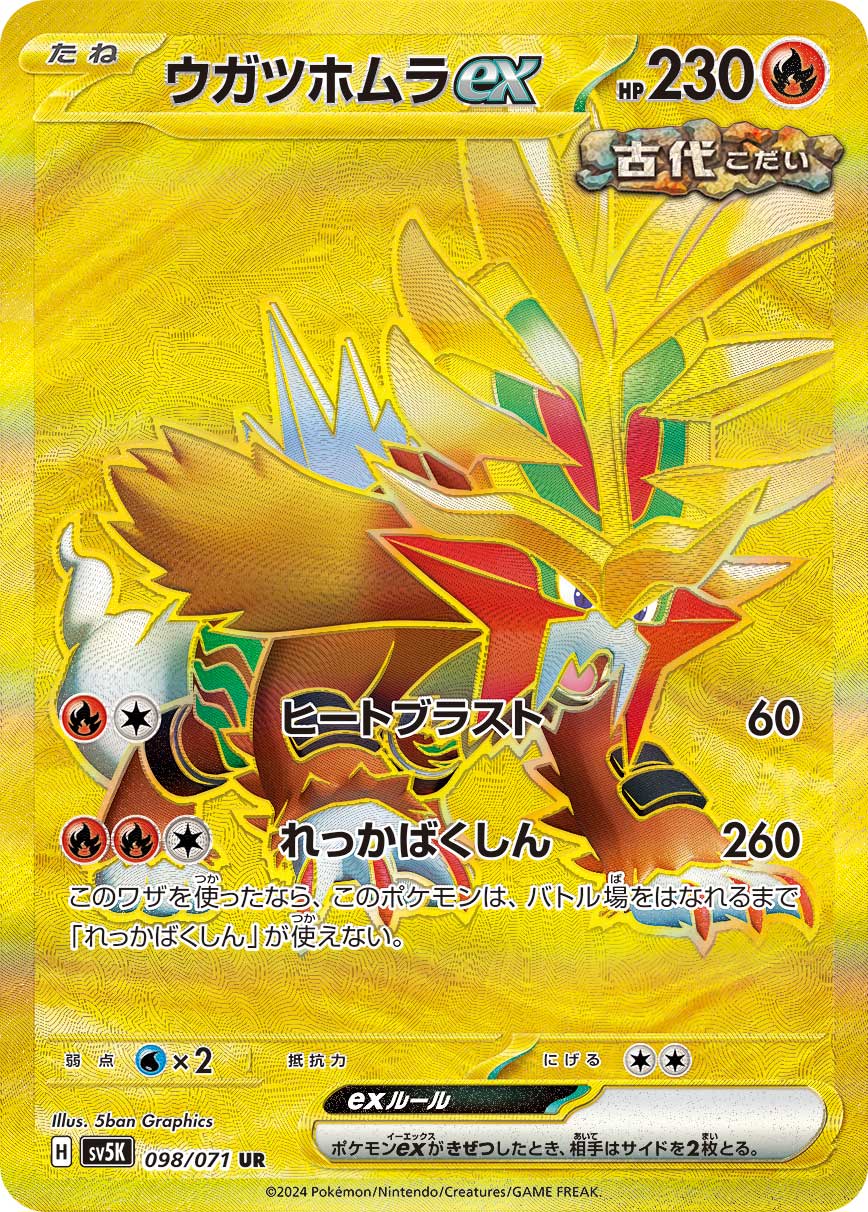 たね ウガツホムラex HP230
古代 こだい
ヒートブラスト 60
れっかばくしん 260
このワザを使ったなら、このポケモンは、バトル場をはなれるまで
「れっかばくしん」が使えない。
弱点 ×2 抵抗力 にげる
exルール
ポケモンexがきぜつしたとき、相手はサイドを2枚とる。
Illus. 5ban Graphics
H sv5K 098/071 UR
©2024 Pokémon/Nintendo/Creatures/GAME FREAK.